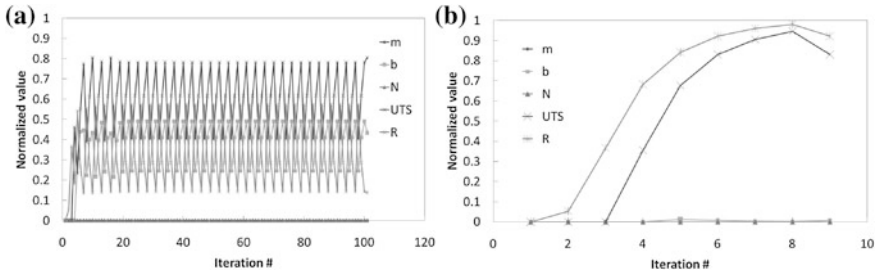 (a)
1
0.9
0.8
0.7
0.6
0.5
0.4
0.3
0.2
0.1
0
Normalized value
0 20 40 60 80 100 120
Iteration #
m
b
N
UTS
R
(b)
1
0.9
0.8
0.7
0.6
0.5
0.4
0.3
0.2
0.1
0
Normalized value
0 2 4 6 8 10
Iteration #
m
b
N
UTS
R